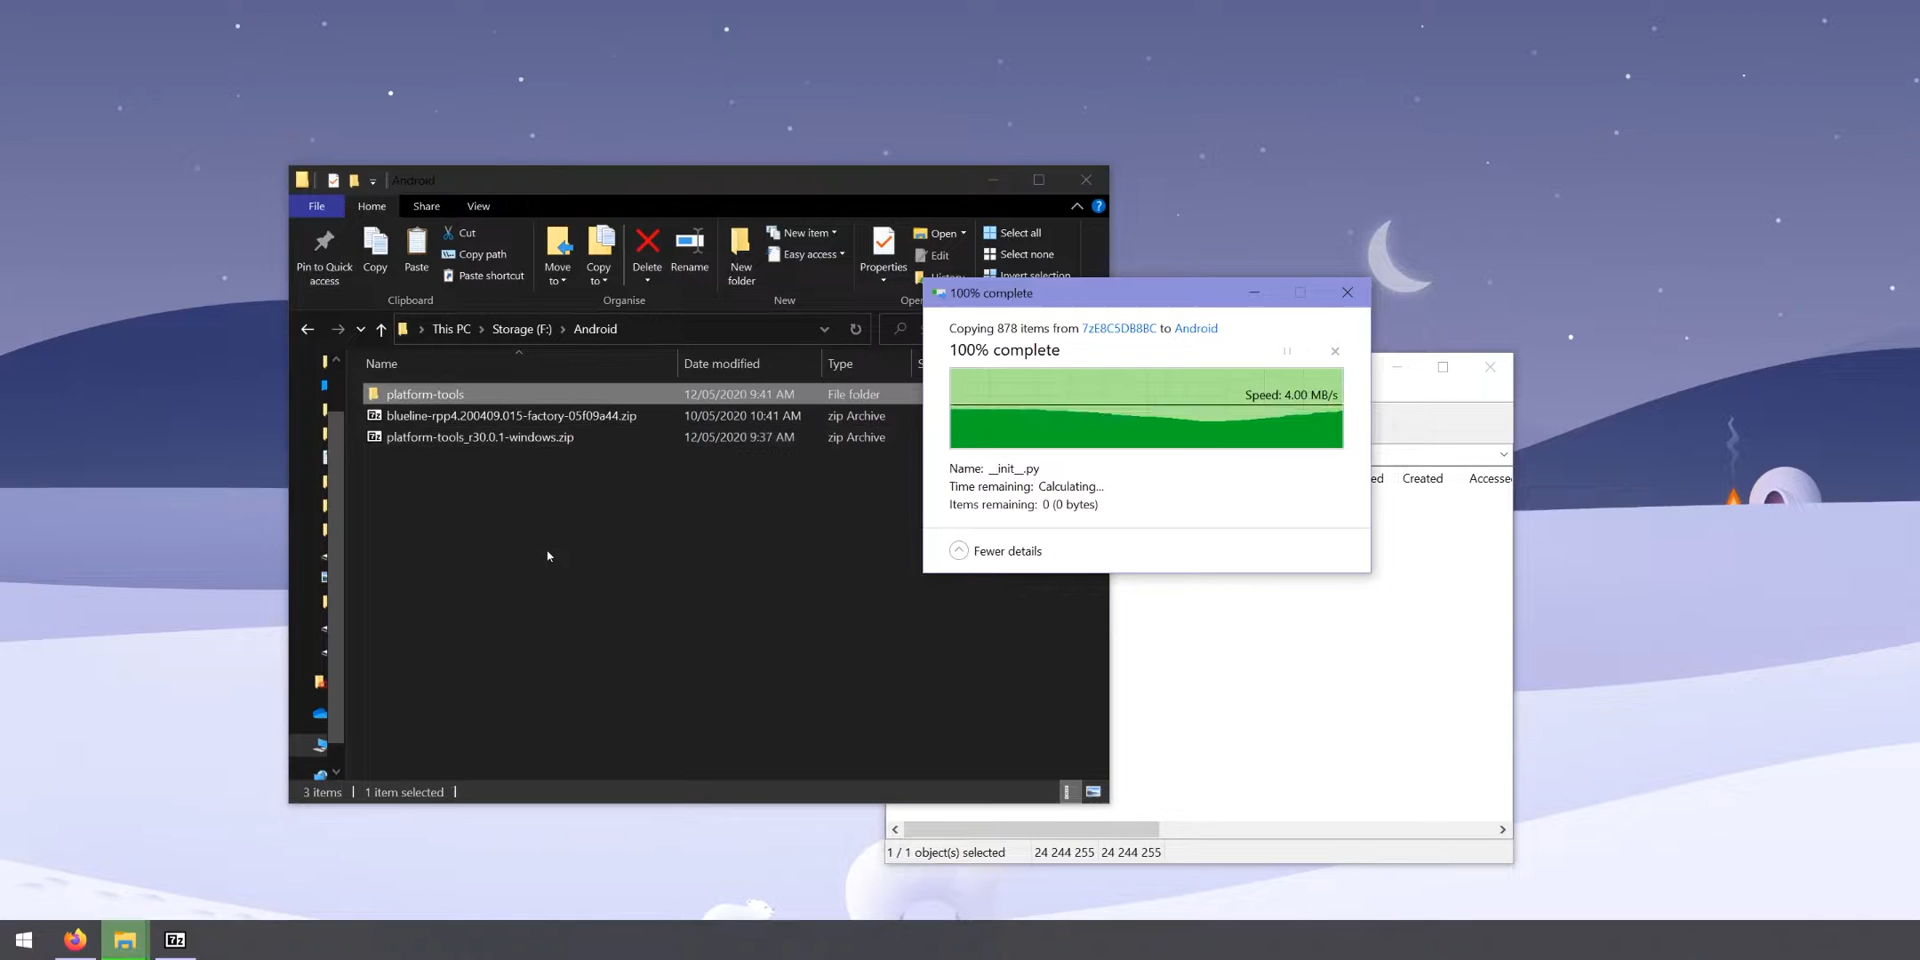 Android
File
Home
Share
View
?
Pin to Quick access
Copy
Paste
Cut
Copy path
Paste shortcut
Move to
Copy to
Delete
Rename
New folder
New item
Easy access
Properties
Open
Edit
History
Select all
Select none
Invert selection
Clipboard
Organise
New
This PC
Storage (F:)
Android
Name
Date modified
Type
platform-tools 12/05/2020 9:41 AM File folder
blueline-rpp4.200409.015-factory-05f09a44.zip 10/05/2020 10:41 AM zip Archive
platform-tools_r30.0.1-windows.zip 12/05/2020 9:37 AM zip Archive
3 items
1 item selected
100% complete
Copying 878 items from 7zE8C5DB8BC to Android
100% complete
Speed: 4.00 MB/s
Name: __init__.py
Time remaining: Calculating...
Items remaining: 0 (0 bytes)
Fewer details
Created
1 / 1 object(s) selected
24 244 255
24 244 255
7z